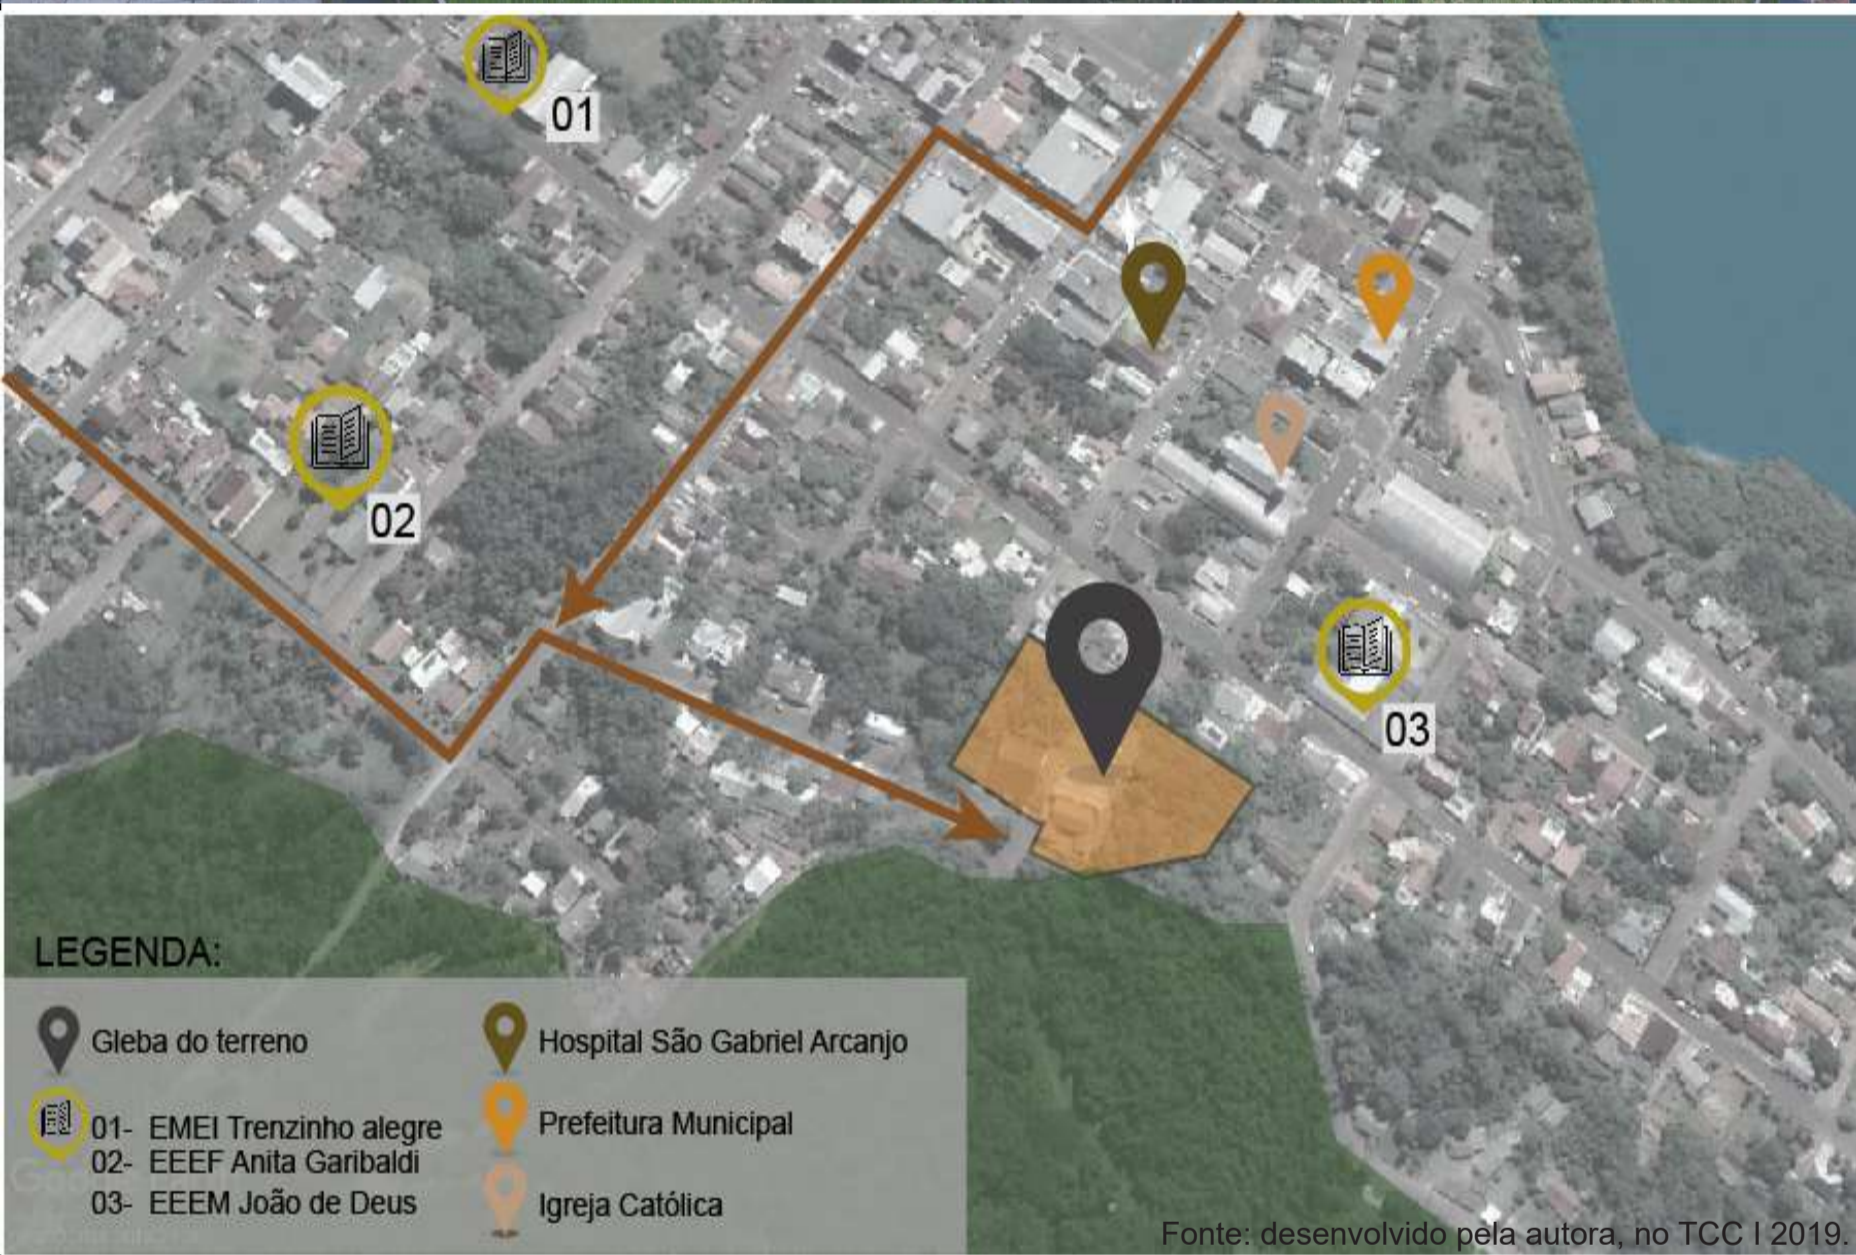 01
02
03
LEGENDA:
Gleba do terreno
01- EMEI Trenzinho alegre
02- EEEF Anita Garibaldi
03- EEEM João de Deus
Hospital São Gabriel Arcanjo
Prefeitura Municipal
Igreja Católica
Fonte: desenvolvido pela autora, no TCC I 2019.